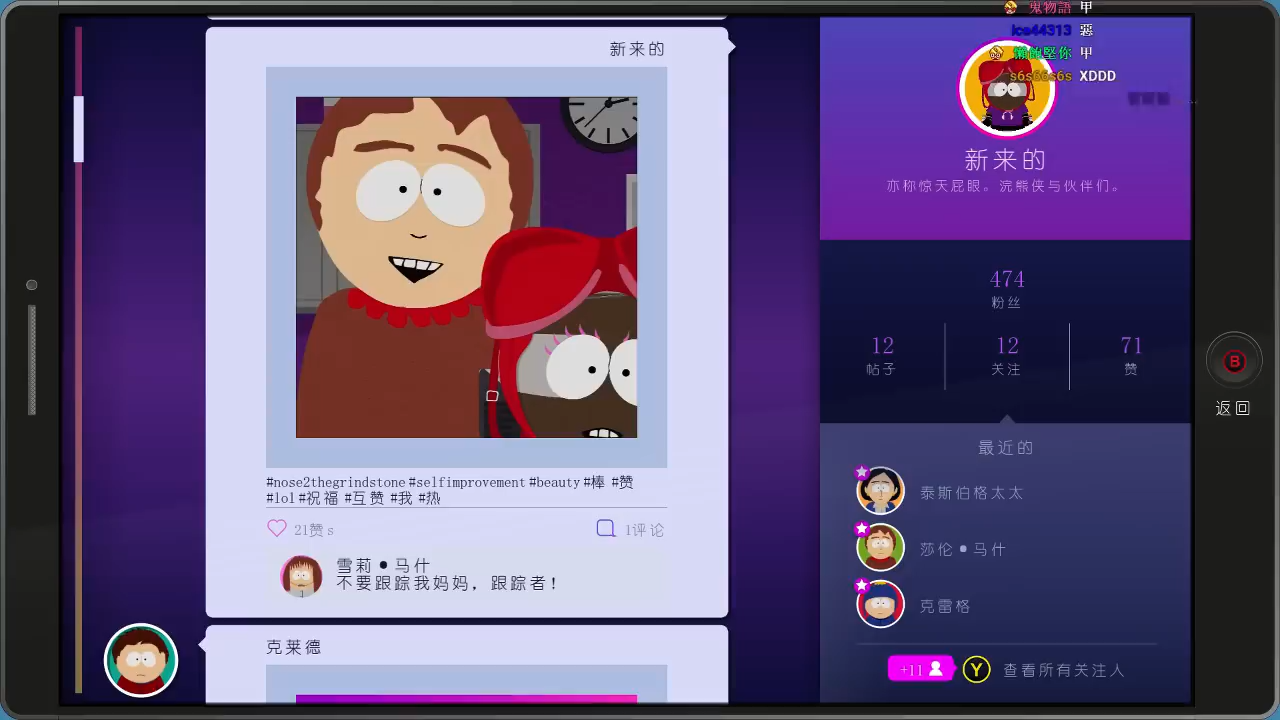 鬼物語 甲
ice44313 惡
懶飽堅你 甲
s6s66s6s XDDD
新来的
#nose2thegrindstone #selfimprovement #beauty #棒 #赞
#lol #祝福 #互赞 #我 #热
21赞 s
1评论
雪莉•马什
不要跟踪我妈妈，跟踪者！
克莱德
新来的
亦称惊天屁眼。浣熊侠与伙伴们。
474
粉丝
12
帖子
12
关注
71
赞
最近的
泰斯伯格太太
莎伦•马什
克雷格
+11
Y
查看所有关注人
B
返回